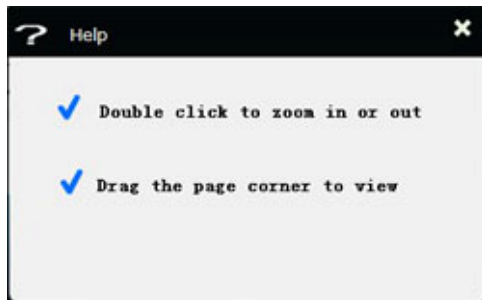 Help
Double click to zoom in or out
Drag the page corner to view